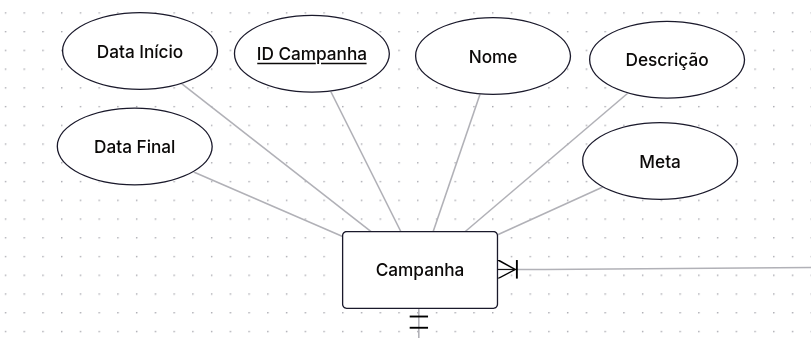 Data Início
ID Campanha
Nome
Descrição
Data Final
Meta
Campanha